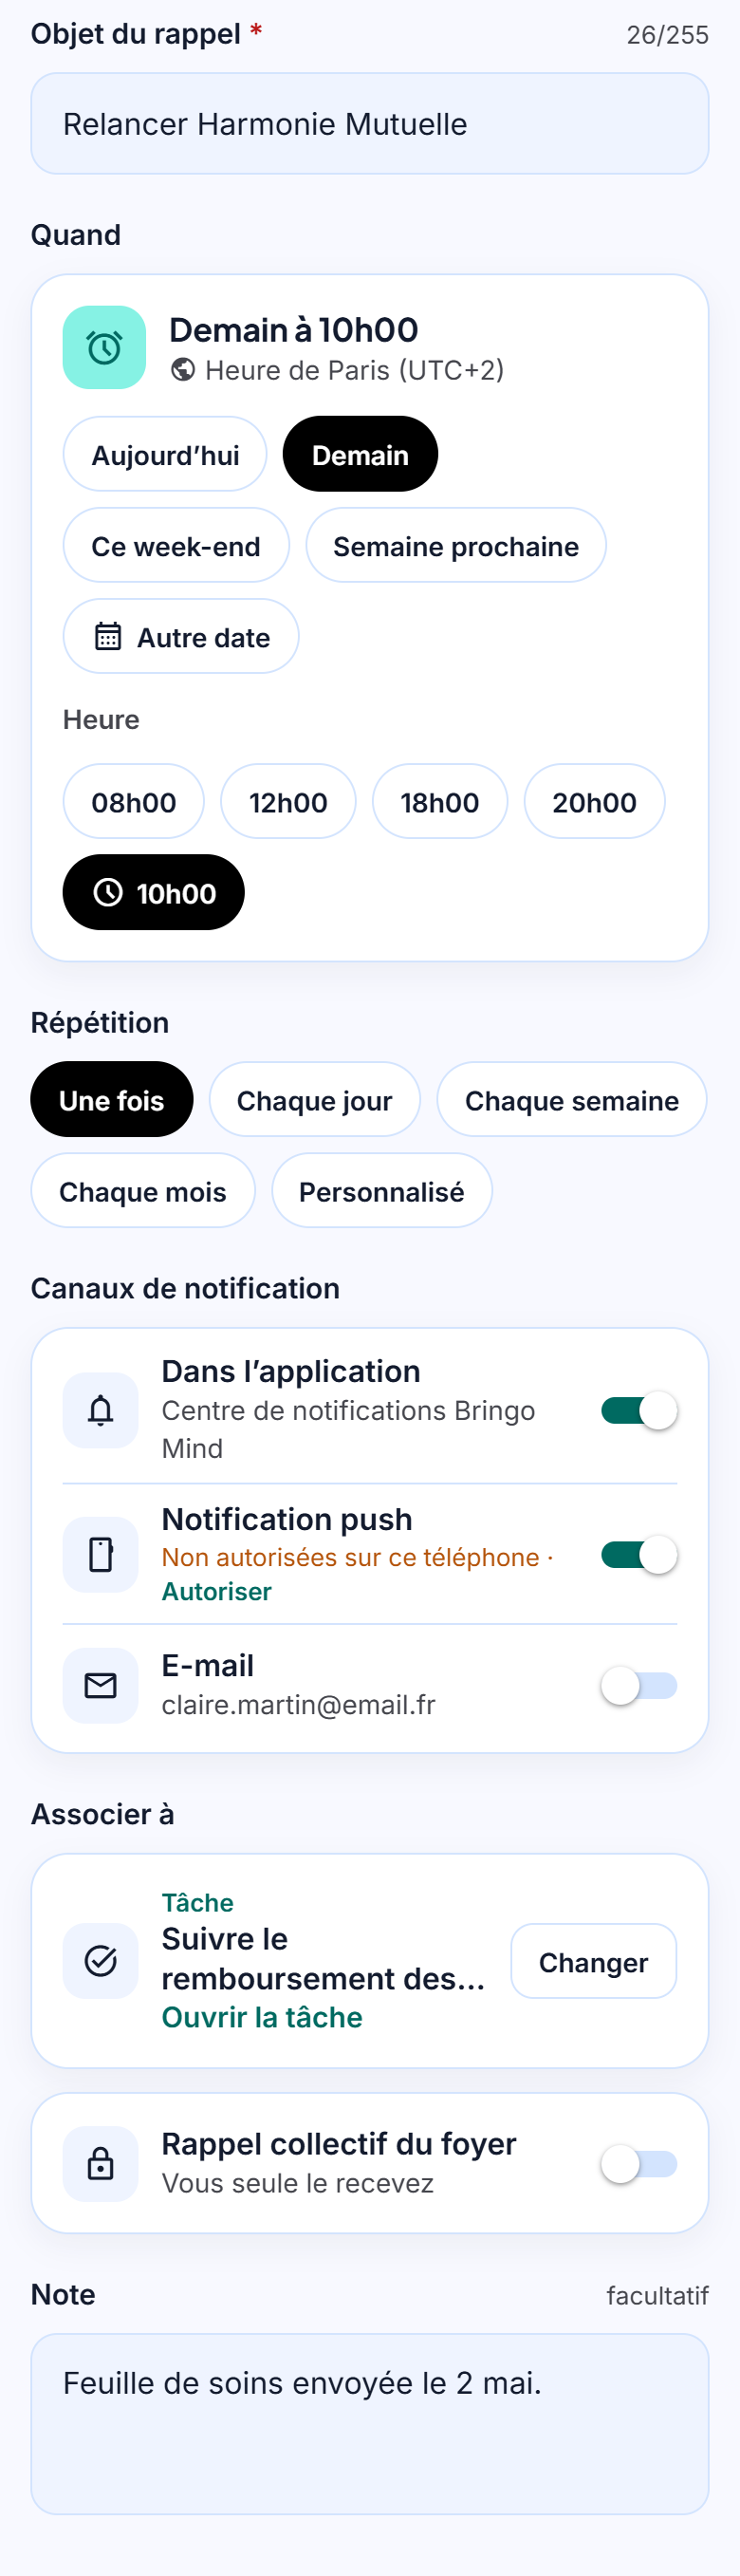 Objet du rappel * 26/255
Relancer Harmonie Mutuelle
Quand
Demain à 10h00
Heure de Paris (UTC+2)
Aujourd’hui Demain
Ce week-end Semaine prochaine
Autre date
Heure
08h00 12h00 18h00 20h00
10h00
Répétition
Une fois Chaque jour Chaque semaine
Chaque mois Personnalisé
Canaux de notification
Dans l’application
Centre de notifications Bringo
Mind
Notification push
Non autorisées sur ce téléphone ·
Autoriser
E-mail
claire.martin@email.fr
Associer à
Tâche
Suivre le
remboursement des...
Ouvrir la tâche
Changer
Rappel collectif du foyer
Vous seule le recevez
Note facultatif
Feuille de soins envoyée le 2 mai.